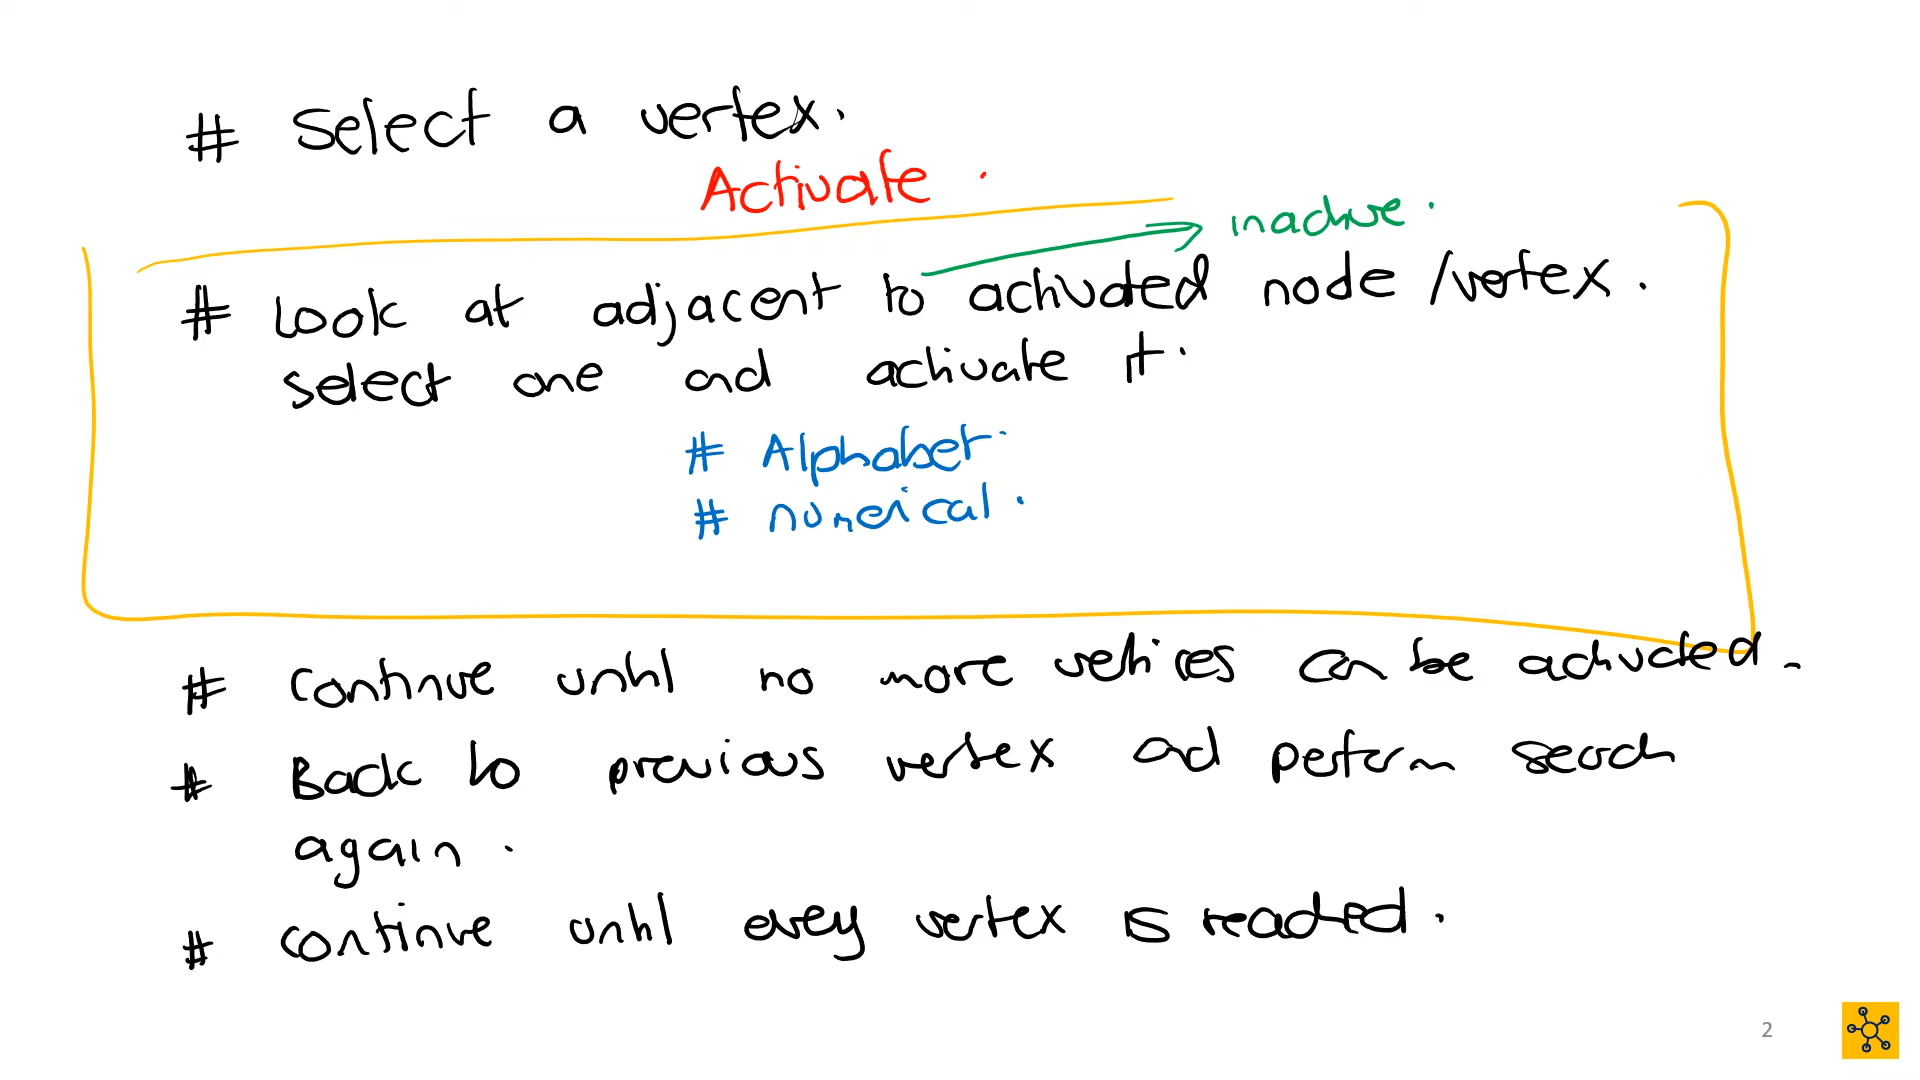 # Select a vertex.
Activate.
inactive.
# Look at adjacent to activated node / vertex.
select one and activate it.
# Alphabet.
# numerical.
# Continue until no more vertices can be activated.
# Back to previous vertex and perform search
again.
# continue until every vertex is reached.
2